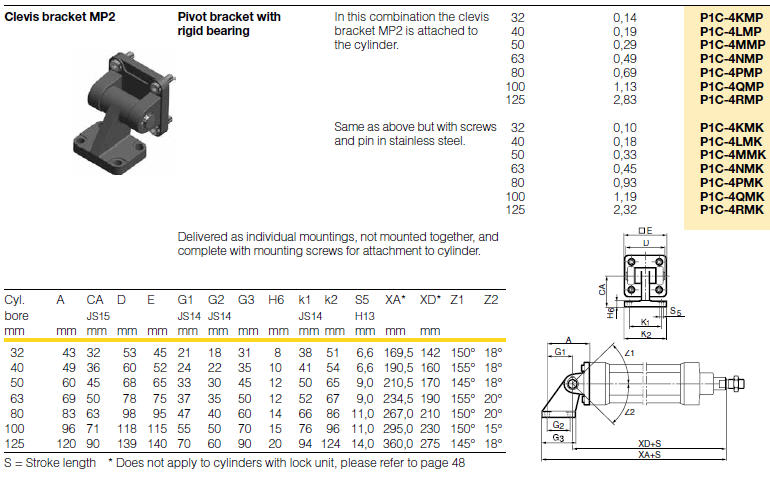 Clevis bracket MP2
Pivot bracket with
rigid bearing
In this combination the clevis
bracket MP2 is attached to
the cylinder.
32 0,14 P1C-4KMP
40 0,19 P1C-4LMP
50 0,29 P1C-4MMP
63 0,49 P1C-4NMP
80 0,69 P1C-4PMP
100 1,13 P1C-4QMP
125 2,83 P1C-4RMP
Same as above but with screws
and pin in stainless steel.
32 0,10 P1C-4KMK
40 0,18 P1C-4LMK
50 0,33 P1C-4MMK
63 0,45 P1C-4NMK
80 0,93 P1C-4PMK
100 1,19 P1C-4QMK
125 2,32 P1C-4RMK
Delivered as individual mountings, not mounted together, and
complete with mounting screws for attachment to cylinder.
Cyl. A CA D E G1 G2 G3 H6 k1 k2 S5 XA* XD* Z1 Z2
bore JS15 JS14 JS14 JS14 H13
mm mm mm mm mm mm mm mm mm mm mm mm mm mm
32 43 32 53 45 21 18 31 8 38 51 6,6 169,5 142 150º 18º
40 49 36 60 52 24 22 35 10 41 54 6,6 190,5 160 155º 18º
50 60 45 68 65 33 30 45 12 50 65 9,0 210,5 170 145º 18º
63 69 50 78 75 37 35 50 12 52 67 9,0 234,5 190 155º 20º
80 83 63 98 95 47 40 60 14 66 86 11,0 267,0 210 150º 20º
100 96 71 118 115 55 50 70 15 76 96 11,0 295,0 230 150º 15º
125 120 90 139 140 70 60 90 20 94 124 14,0 360,0 275 145º 18º
S = Stroke length * Does not apply to cylinders with lock unit, please refer to page 48
□E
D
CA
H6
S5
K1
K2
A
G1
Z1
Z2
G2
G3
XD+S
XA+S